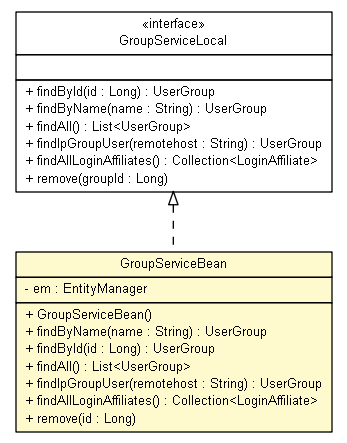 «interface»
GroupServiceLocal
+ findById(id : Long) : UserGroup
+ findByName(name : String) : UserGroup
+ findAll() : List<UserGroup>
+ findIpGroupUser(remotehost : String) : UserGroup
+ findAllLoginAffiliates() : Collection<LoginAffiliate>
+ remove(groupId : Long)
GroupServiceBean
- em : EntityManager
+ GroupServiceBean()
+ findByName(name : String) : UserGroup
+ findById(id : Long) : UserGroup
+ findAll() : List<UserGroup>
+ findIpGroupUser(remotehost : String) : UserGroup
+ findAllLoginAffiliates() : Collection<LoginAffiliate>
+ remove(id : Long)